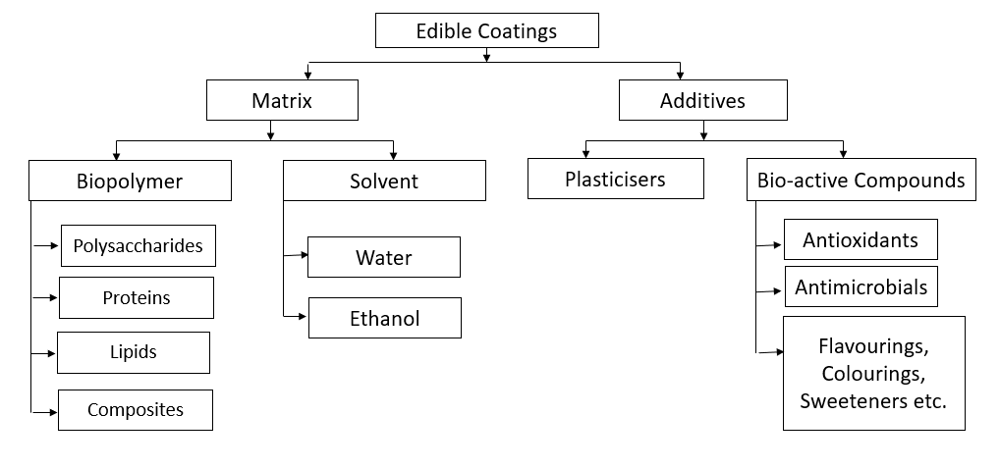 Edible Coatings
Matrix
Additives
Biopolymer
Solvent
Plasticisers
Bio-active Compounds
Polysaccharides
Proteins
Lipids
Composites
Water
Ethanol
Antioxidants
Antimicrobials
Flavourings,
Colourings,
Sweeteners etc.